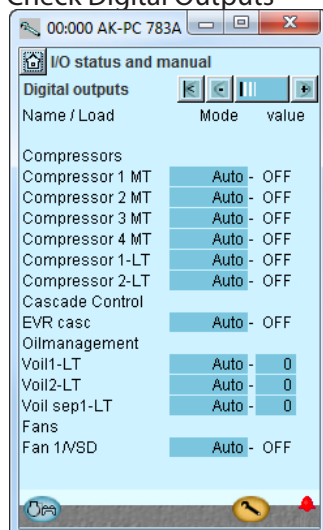 Check Digital Outputs
00:000 AK-PC 783A
I/O status and manual
Digital outputs
Name / Load Mode value
Compressors
Compressor 1 MT Auto - OFF
Compressor 2 MT Auto - OFF
Compressor 3 MT Auto - OFF
Compressor 4 MT Auto - OFF
Compressor 1-LT Auto - OFF
Compressor 2-LT Auto - OFF
Cascade Control
EVR casc Auto - OFF
Oilmanagement
Voil1-LT Auto - 0
Voil2-LT Auto - 0
Voil sep1-LT Auto - 0
Fans
Fan 1/VSD Auto - OFF